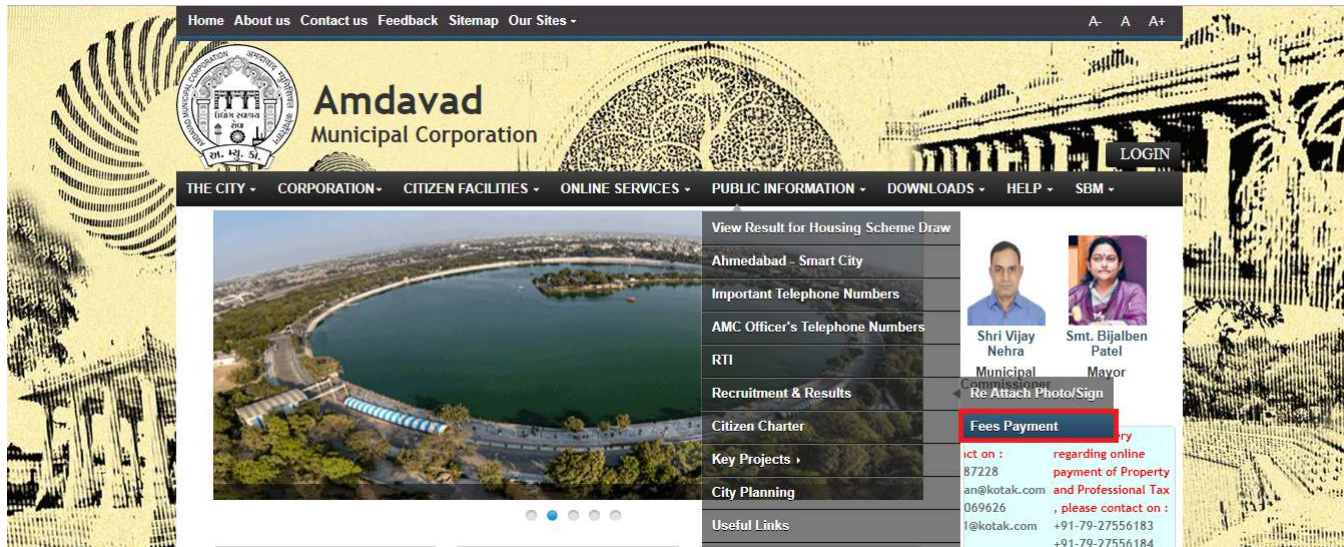 Home About us Contact us Feedback Sitemap Our Sites
A- A A+
Amdavad
Municipal Corporation
અ. મ્યુ. કો.
LOGIN
THE CITY CORPORATION CITIZEN FACILITIES ONLINE SERVICES PUBLIC INFORMATION DOWNLOADS HELP SBM
View Result for Housing Scheme Draw
Ahmedabad - Smart City
Important Telephone Numbers
AMC Officer's Telephone Numbers
RTI
Recruitment & Results
Citizen Charter
Key Projects
City Planning
Useful Links
Re Attach Photo/Sign
Fees Payment
Shri Vijay
Nehra
Municipal
Commissioner
Smt. Bijalben
Patel
Mayor
act on :
87228
an@kotak.com
069626
1@kotak.com
ry
regarding online
payment of Property
and Professional Tax
, please contact on :
+91-79-27556183
+91-79-27556184